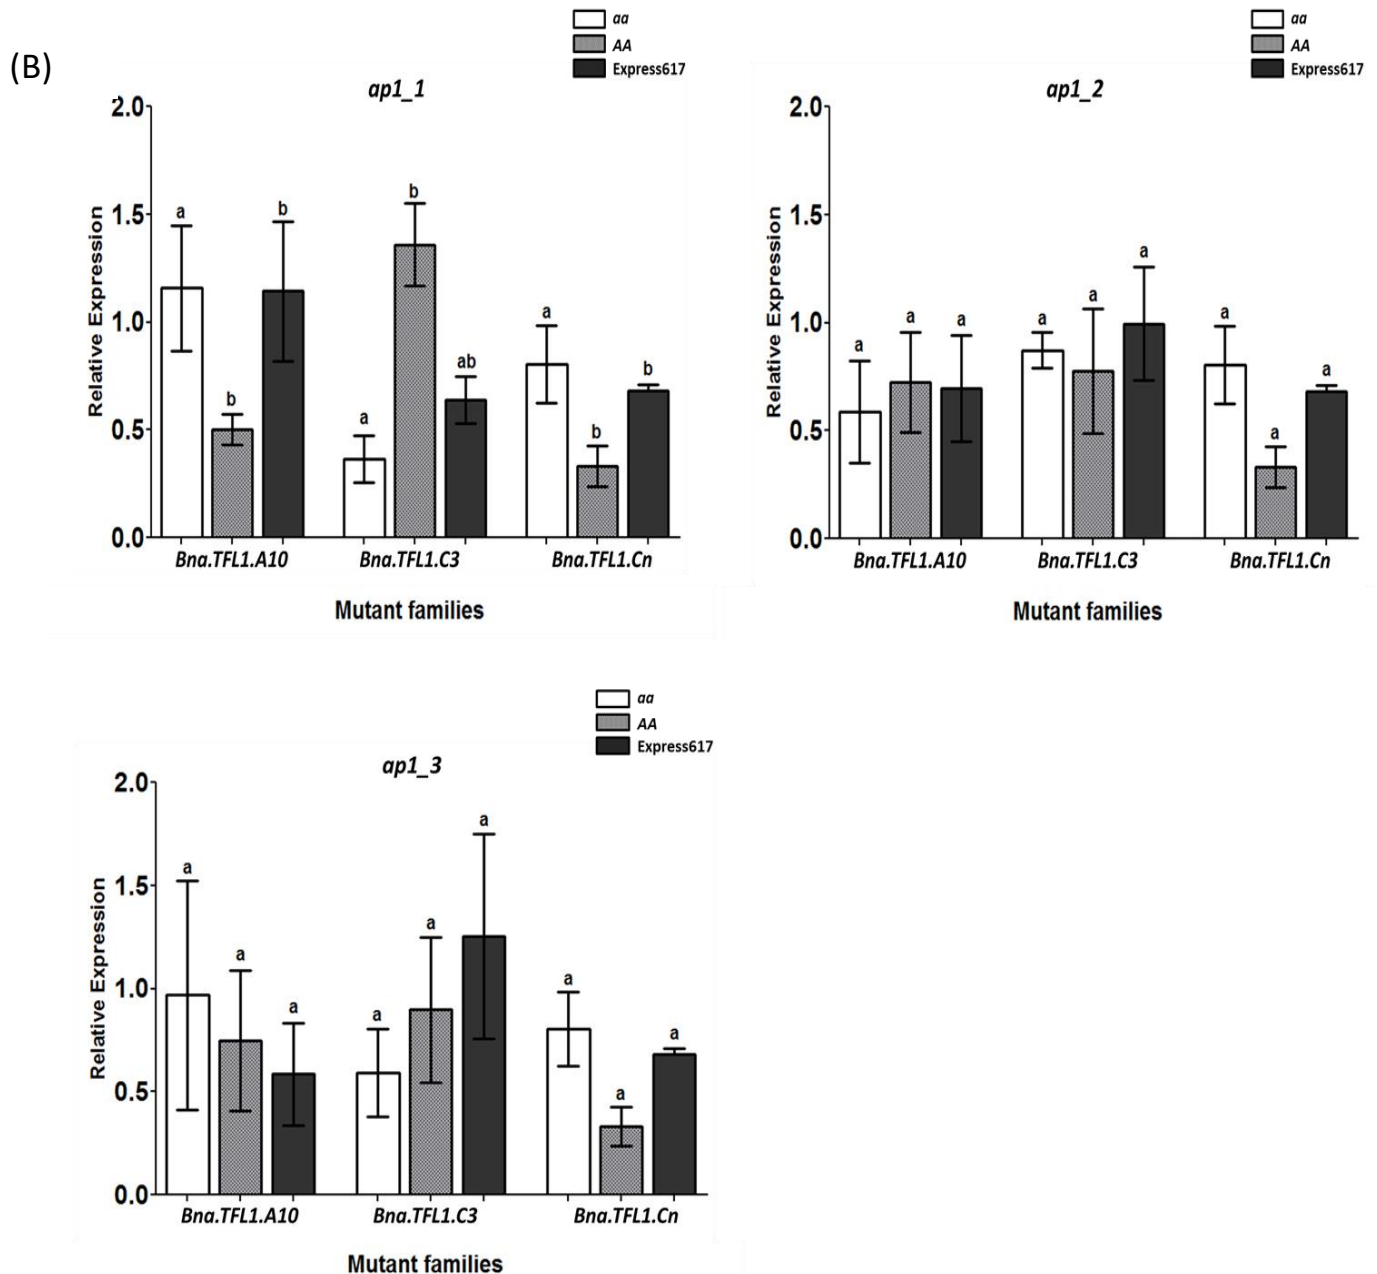 (B)
aa
AA
Express617
ap1_1
2.0
1.5
1.0
0.5
0.0
Relative Expression
a
b
b
a
b
ab
a
b
b
Bna.TFL1.A10 Bna.TFL1.C3 Bna.TFL1.Cn
Mutant families
aa
AA
Express617
ap1_2
2.0
1.5
1.0
0.5
0.0
Relative Expression
a
a
a
a
a
a
a
a
a
Bna.TFL1.A10 Bna.TFL1.C3 Bna.TFL1.Cn
Mutant families
aa
AA
Express617
ap1_3
2.0
1.5
1.0
0.5
0.0
Relative Expression
a
a
a
a
a
a
a
a
a
Bna.TFL1.A10 Bna.TFL1.C3 Bna.TFL1.Cn
Mutant families